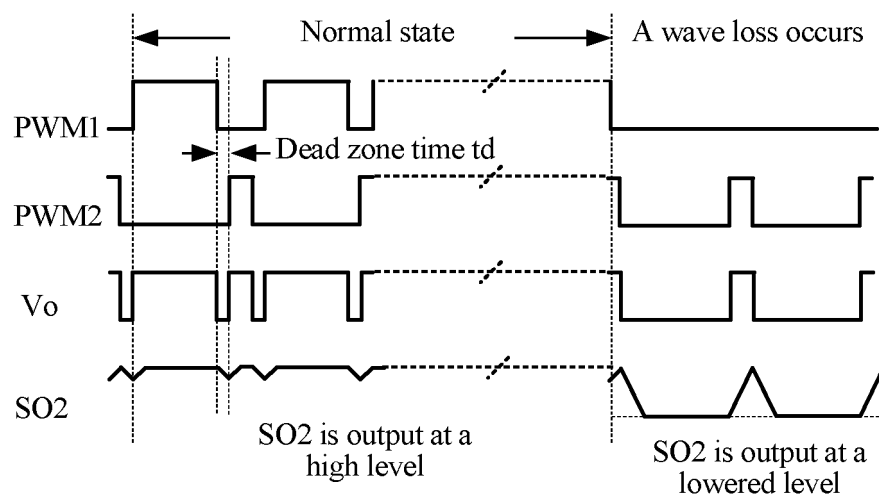 Normal state
A wave loss occurs
PWM1
Dead zone time td
PWM2
Vo
SO2
SO2 is output at a
high level
SO2 is output at a
lowered level